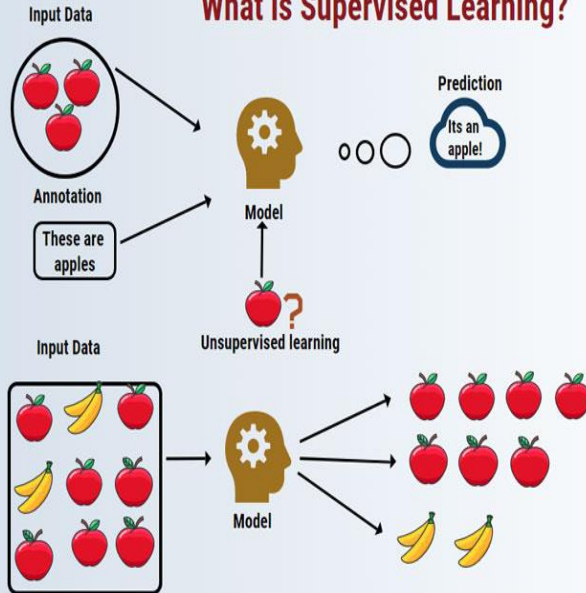 What is Supervised Learning?
Input Data
Prediction
Its an
apple!
Annotation
These are
apples
Model
?
Unsupervised learning
Input Data
Model